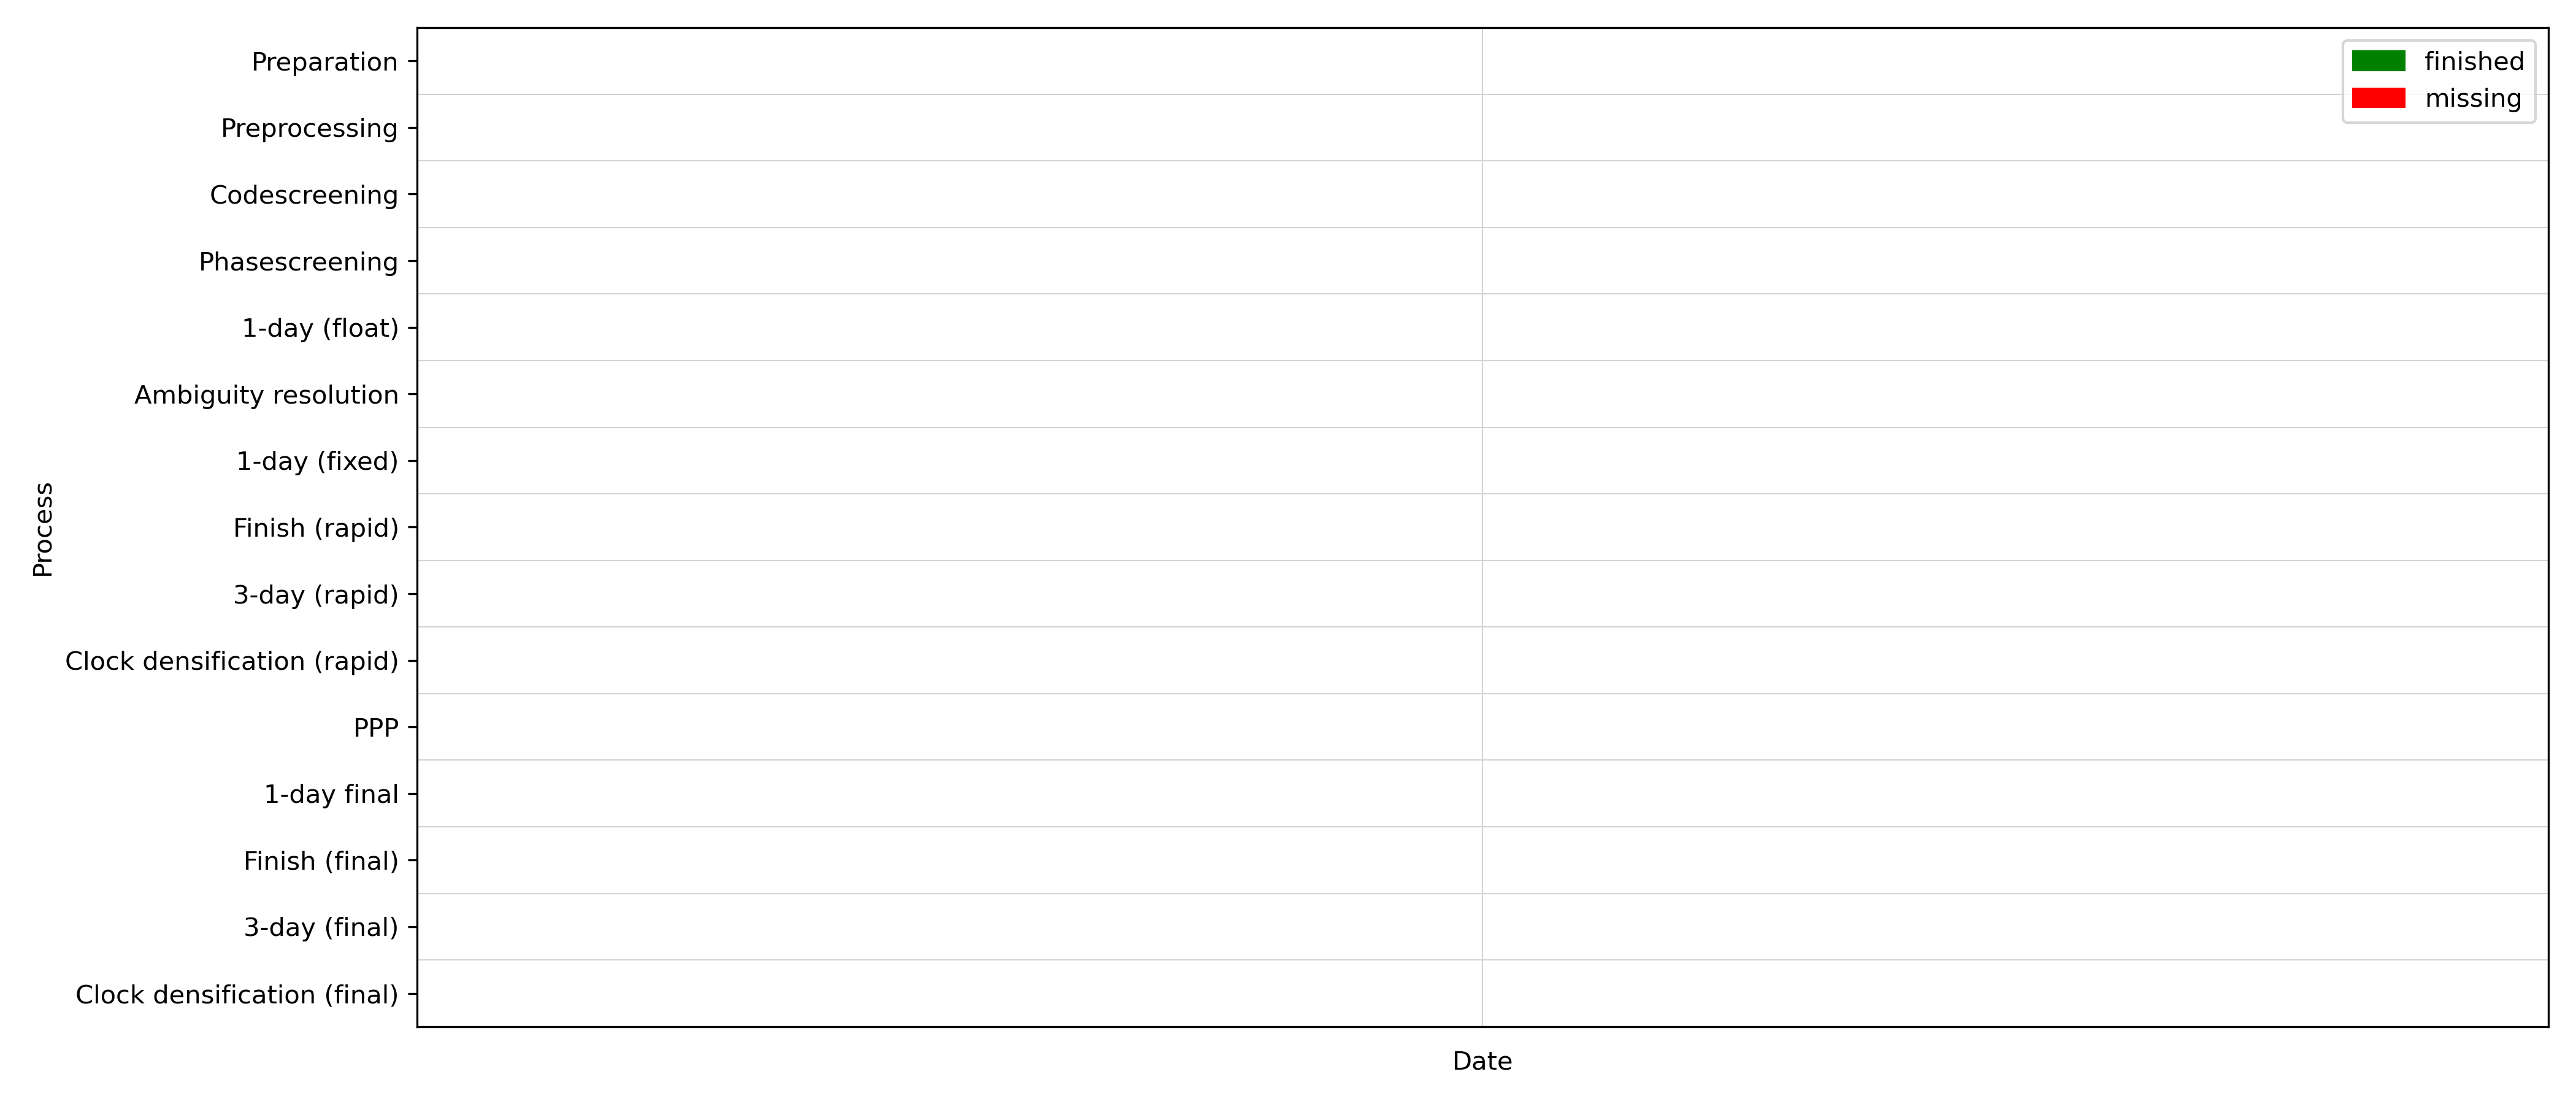 Preparation
Preprocessing
Codescreening
Phasescreening
1-day (float)
Ambiguity resolution
1-day (fixed)
Finish (rapid)
3-day (rapid)
Clock densification (rapid)
PPP
1-day final
Finish (final)
3-day (final)
Clock densification (final)
Process
Date
finished
missing